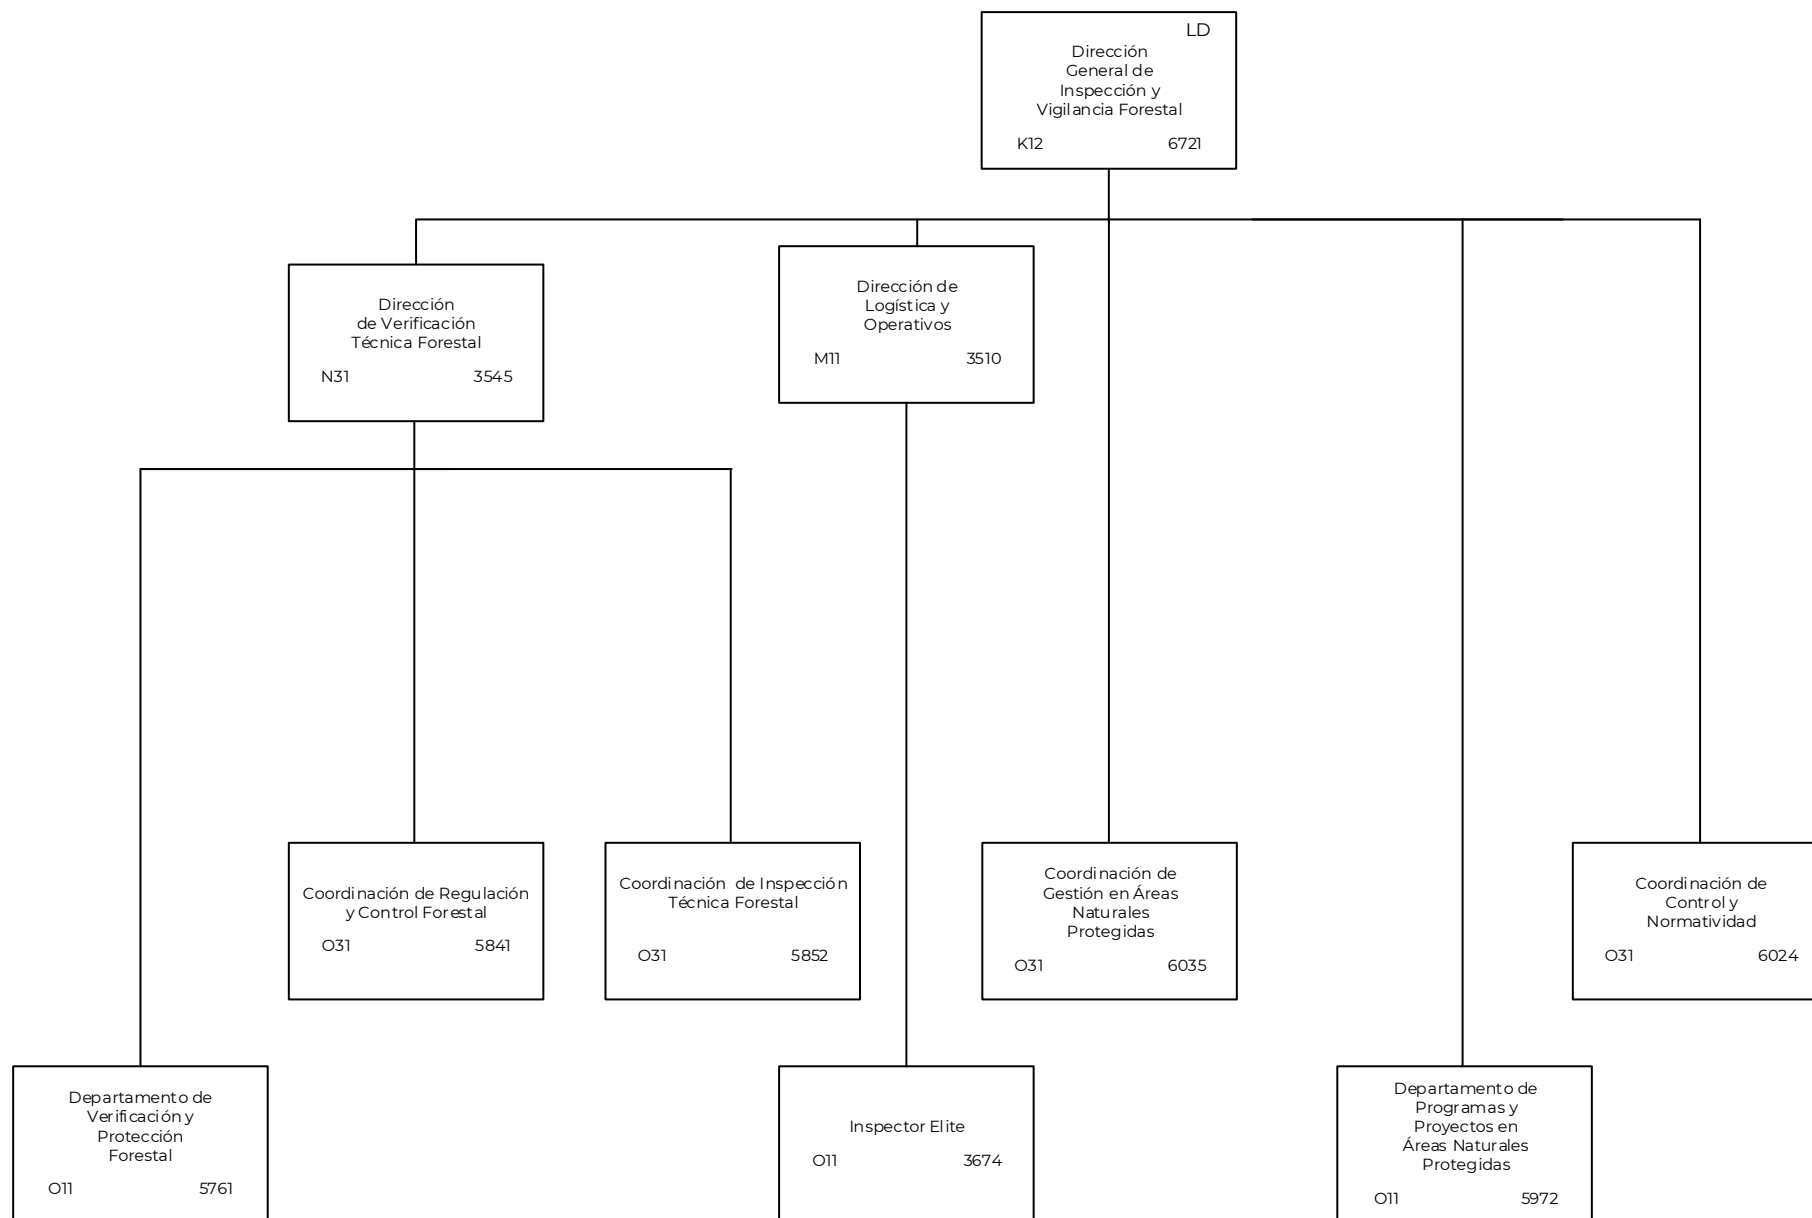 LD
Dirección
General de
Inspección y
Vigilancia Forestal
K12 6721
Dirección
de Verificación
Técnica Forestal
N31 3545
Dirección de
Logística y
Operativos
M11 3510
Coordinación de Regulación
y Control Forestal
O31 5841
Coordinación de Inspección
Técnica Forestal
O31 5852
Coordinación de
Gestión en Áreas
Naturales
Protegidas
O31 6035
Coordinación de
Control y
Normatividad
O31 6024
Departamento de
Verificación y
Protección
Forestal
O11 5761
Inspector Elite
O11 3674
Departamento de
Programas y
Proyectos en
Áreas Naturales
Protegidas
O11 5972